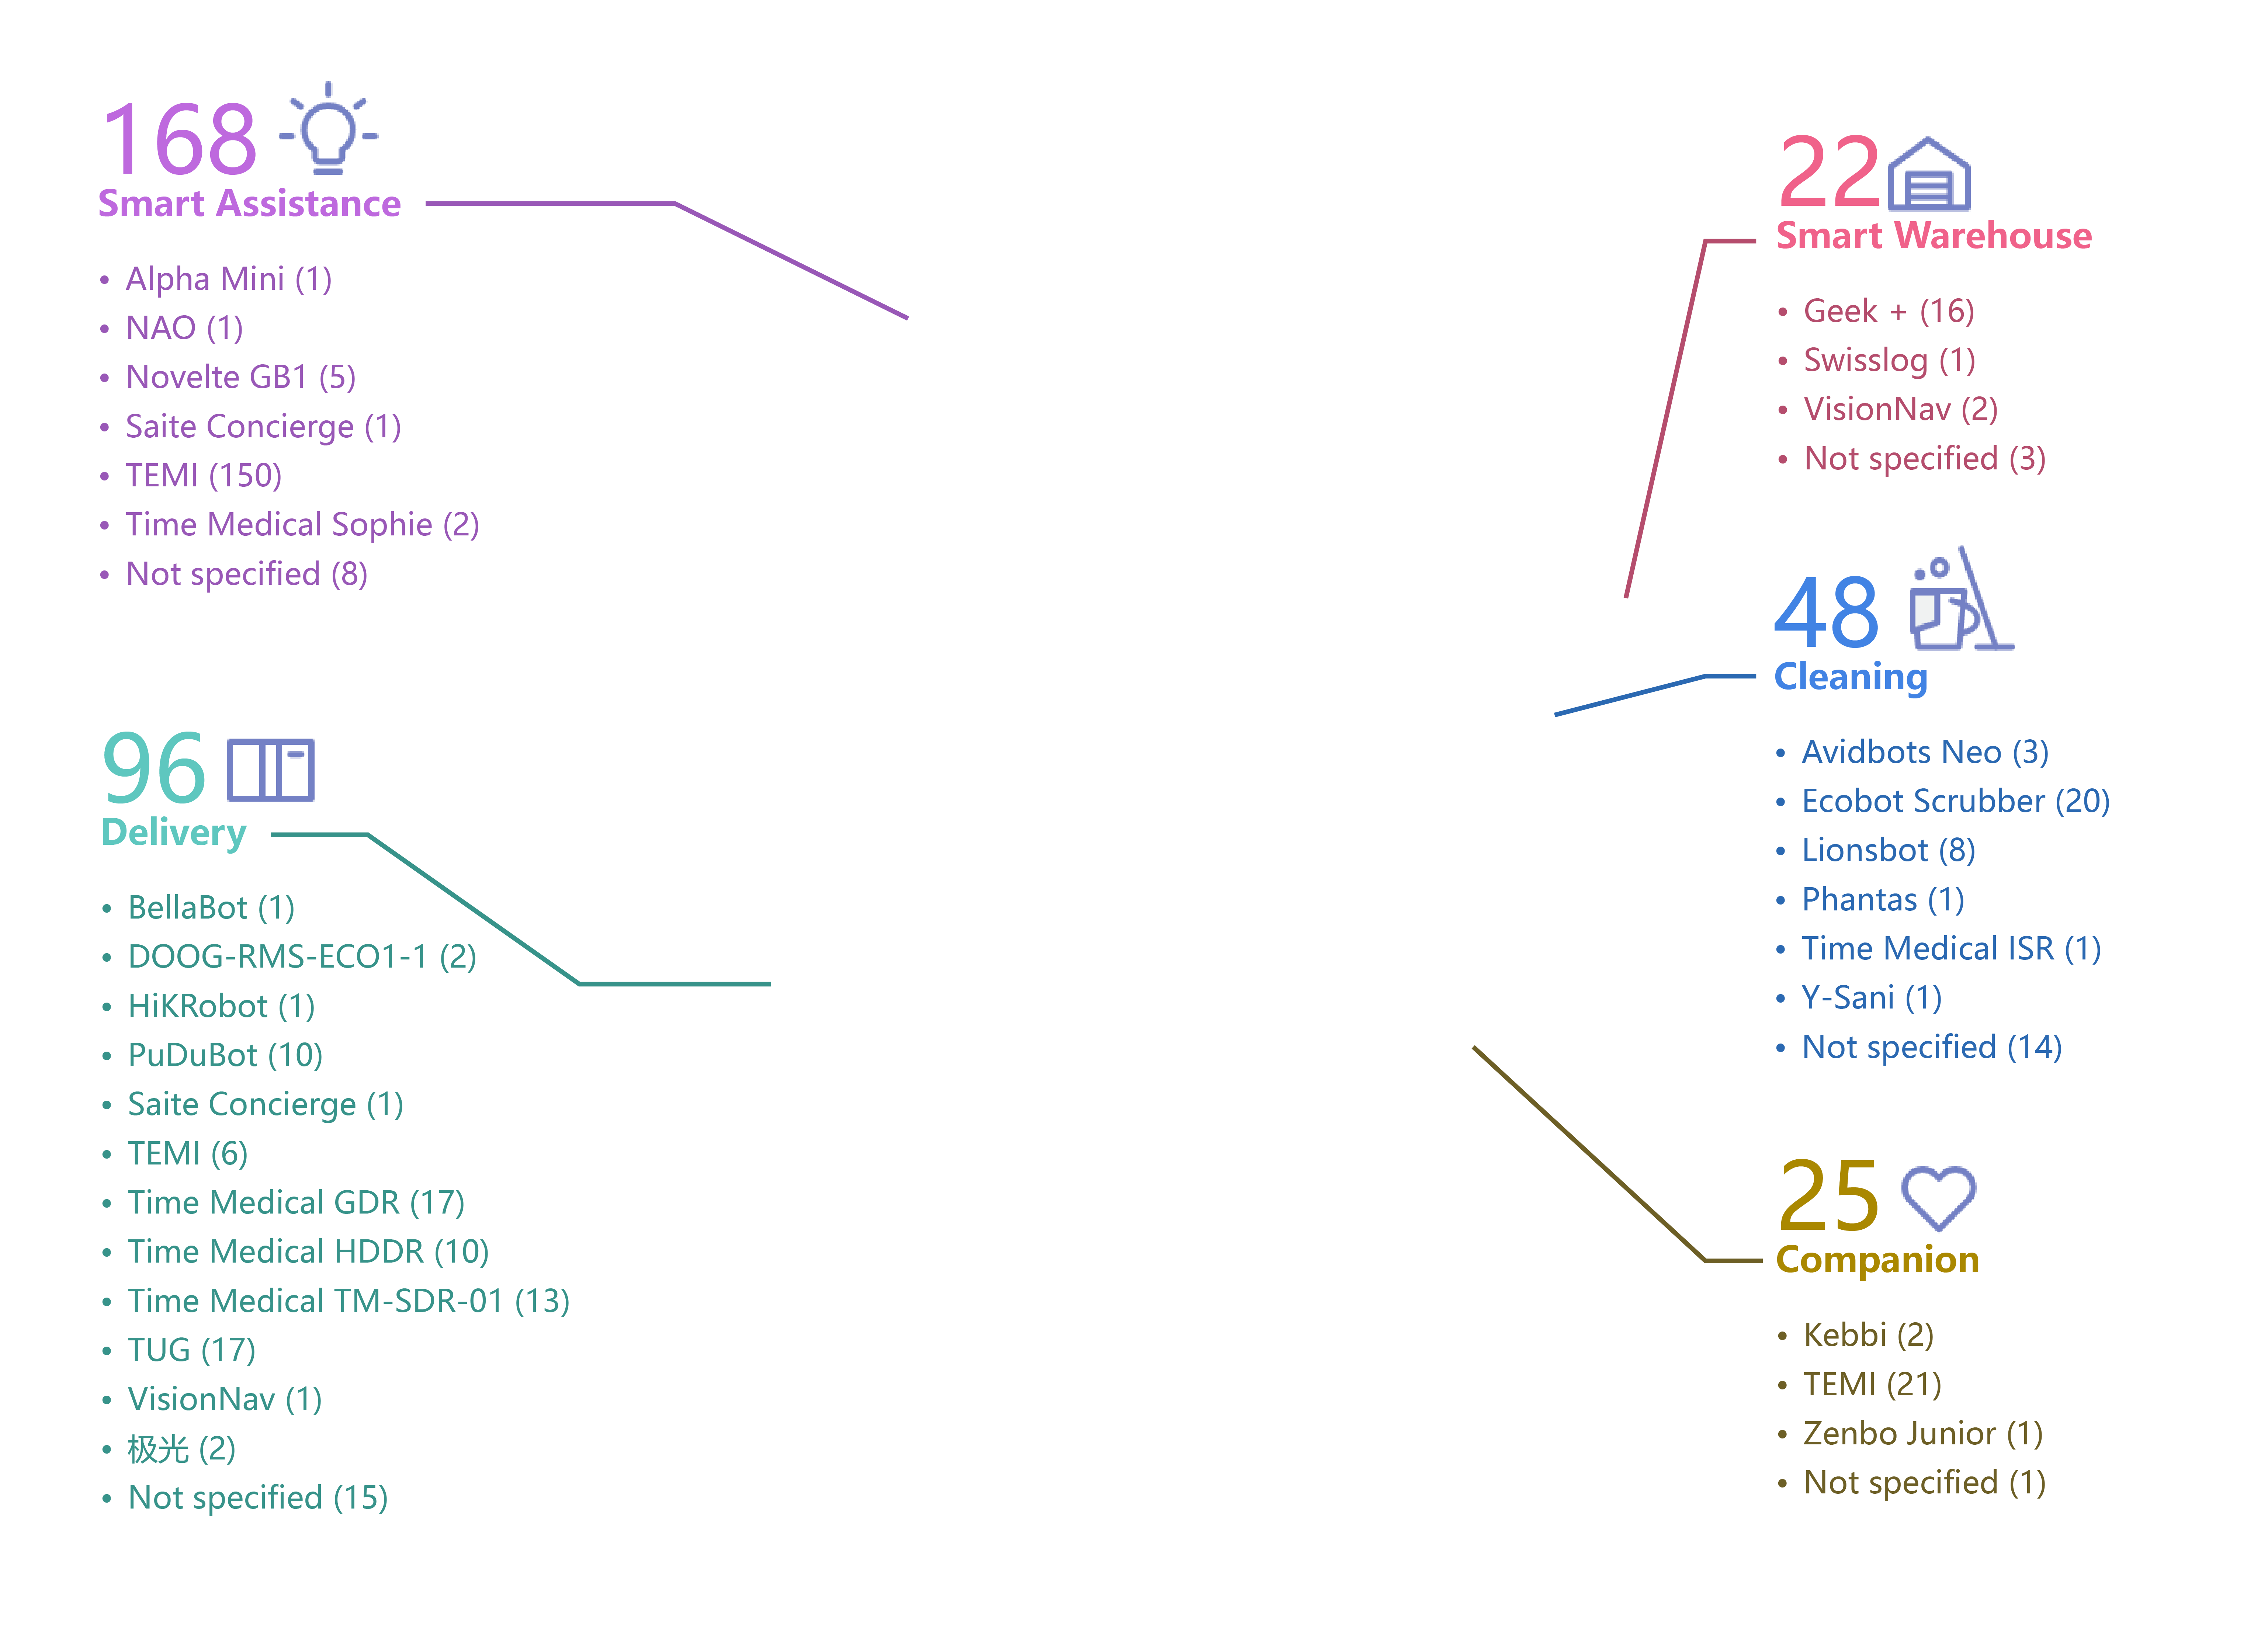 168
Smart Assistance
• Alpha Mini (1)
• NAO (1)
• Novelte GB1 (5)
• Saite Concierge (1)
• TEMI (150)
• Time Medical Sophie (2)
• Not specified (8)
96
Delivery
• BellaBot (1)
• DOOG-RMS-ECO1-1 (2)
• HiKRobot (1)
• PuDuBot (10)
• Saite Concierge (1)
• TEMI (6)
• Time Medical GDR (17)
• Time Medical HDDR (10)
• Time Medical TM-SDR-01 (13)
• TUG (17)
• VisionNav (1)
• 极光 (2)
• Not specified (15)
22
Smart Warehouse
• Geek + (16)
• Swisslog (1)
• VisionNav (2)
• Not specified (3)
48
Cleaning
• Avidbots Neo (3)
• Ecobot Scrubber (20)
• Lionsbot (8)
• Phantas (1)
• Time Medical ISR (1)
• Y-Sani (1)
• Not specified (14)
25
Companion
• Kebbi (2)
• TEMI (21)
• Zenbo Junior (1)
• Not specified (1)